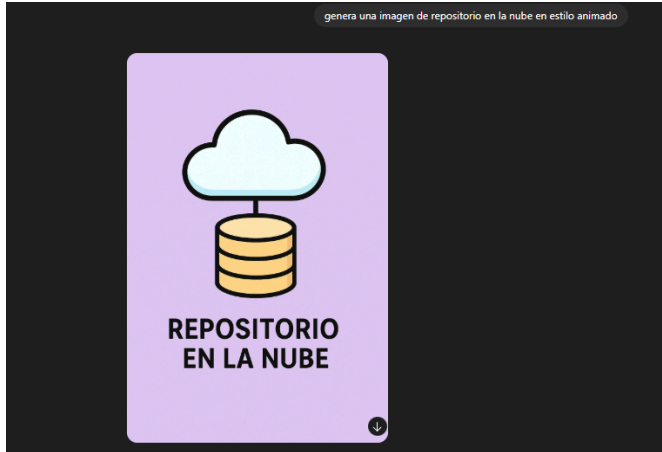 genera una imagen de repositorio en la nube en estilo animado
REPOSITORIO
EN LA NUBE